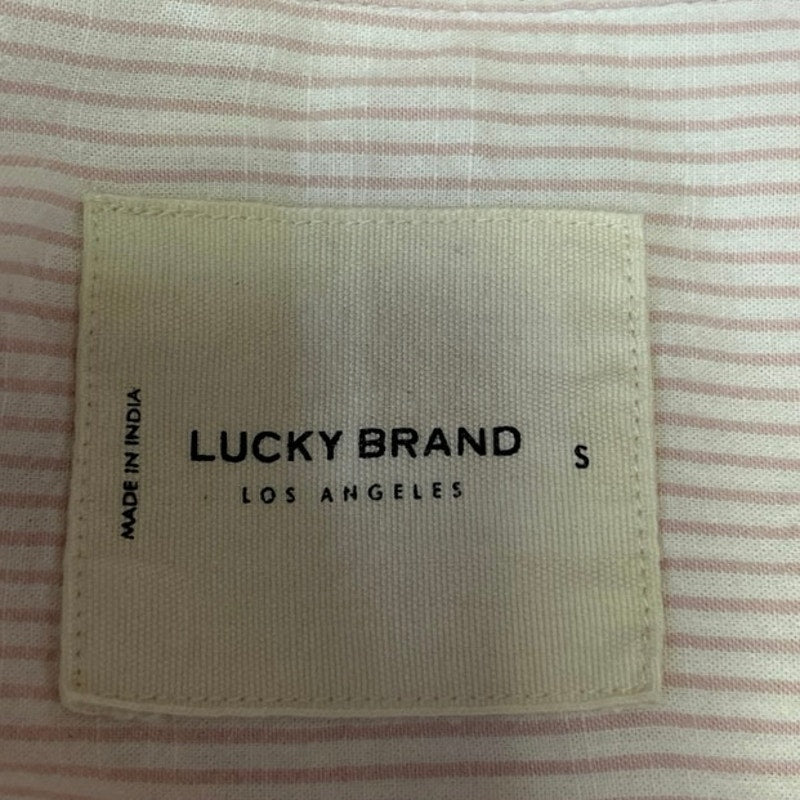 MADE IN INDIA
LUCKY BRAND
S
LOS ANGELES